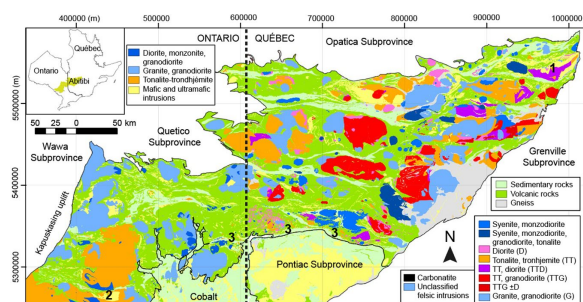 400000 (m)
500000
600000
700000
800000
900000
1000000
Québec
Ontario
Abitibi
ONTARIO
QUÉBEC
Diorite, monzonite,
granodiorite
Granite, granodiorite
Tonalite-trondhjémite
Mafic and ultramafic
intrusions
Opatica Subprovince
1
5500000 (m)
50 25 0 50 km
Wawa
Subprovince
Quetico
Subprovince
Grenville
Subprovince
5400000
Kapuskasing uplift
Sedimentary rocks
Volcanic rocks
Gneiss
Syenite, monzodiorite
Syenite, monzodiorite,
granodiorite, tonalite
Diorite (D)
Tonalite, tronhjemite (TT)
TT, diorite (TTD)
TT, granodiorite (TTG)
TTG ±D
Granite, granodiorite (G)
3
3
3
N
Pontiac Subprovince
Carbonatite
Unclassified
felsic intrusion
5300000
2
Cobalt